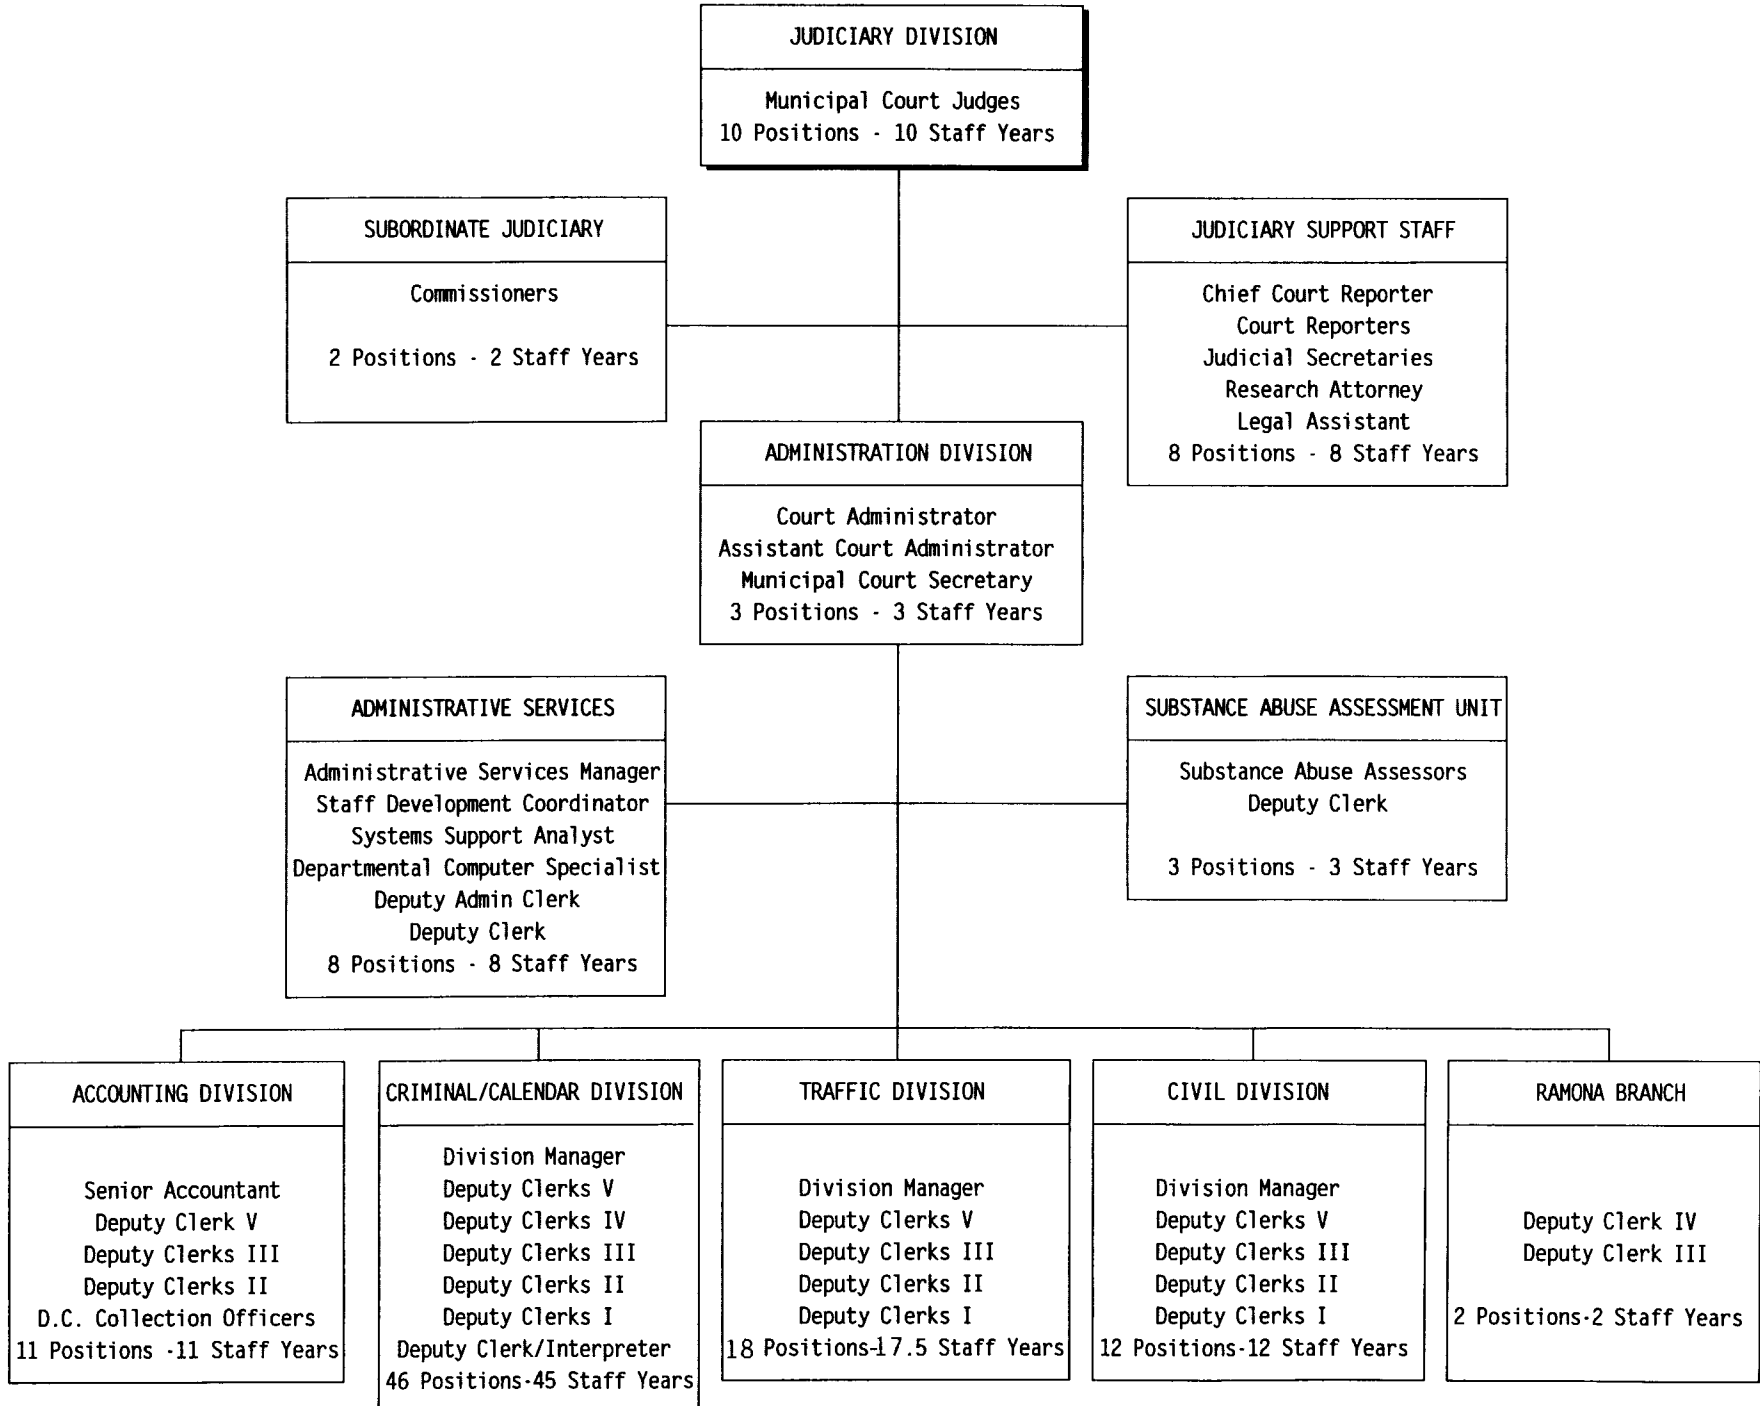 JUDICIARY DIVISION
Municipal Court Judges
10 Positions - 10 Staff Years
SUBORDINATE JUDICIARY
Commissioners
2 Positions - 2 Staff Years
JUDICIARY SUPPORT STAFF
Chief Court Reporter
Court Reporters
Judicial Secretaries
Research Attorney
Legal Assistant
8 Positions - 8 Staff Years
ADMINISTRATION DIVISION
Court Administrator
Assistant Court Administrator
Municipal Court Secretary
3 Positions - 3 Staff Years
ADMINISTRATIVE SERVICES
Administrative Services Manager
Staff Development Coordinator
Systems Support Analyst
Departmental Computer Specialist
Deputy Admin Clerk
Deputy Clerk
8 Positions - 8 Staff Years
SUBSTANCE ABUSE ASSESSMENT UNIT
Substance Abuse Assessors
Deputy Clerk
3 Positions - 3 Staff Years
ACCOUNTING DIVISION
Senior Accountant
Deputy Clerk V
Deputy Clerks III
Deputy Clerks II
D.C. Collection Officers
11 Positions -11 Staff Years
CRIMINAL/CALENDAR DIVISION
Division Manager
Deputy Clerks V
Deputy Clerks IV
Deputy Clerks III
Deputy Clerks II
Deputy Clerks I
Deputy Clerk/Interpreter
46 Positions-45 Staff Years
TRAFFIC DIVISION
Division Manager
Deputy Clerks V
Deputy Clerks III
Deputy Clerks II
Deputy Clerks I
18 Positions-17.5 Staff Years
CIVIL DIVISION
Division Manager
Deputy Clerks V
Deputy Clerks III
Deputy Clerks II
Deputy Clerks I
12 Positions-12 Staff Years
RAMONA BRANCH
Deputy Clerk IV
Deputy Clerk III
2 Positions-2 Staff Years